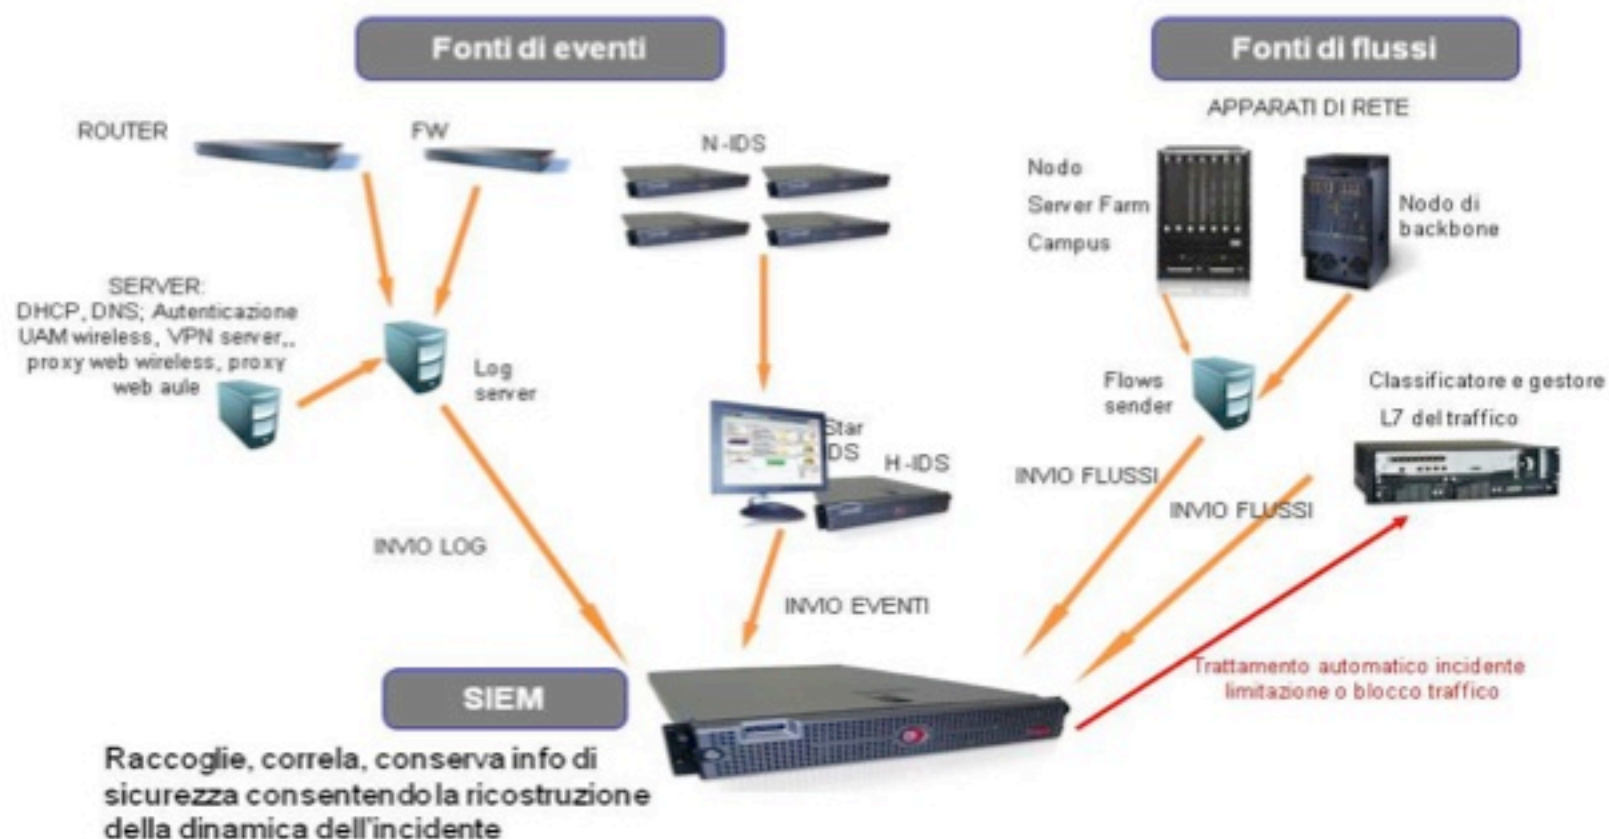 Fonti di eventi
Fonti di flussi
ROUTER
FW
N-IDS
APPARATI DI RETE
Nodo
Server Farm
Campus
Nodo di
backbone
SERVER:
DHCP, DNS; Autenticazione
UAM wireless, VPN server,,
proxy web wireless, proxy
web aule
Log
server
Star
IDS
H-IDS
Flows
sender
Classificatore e gestore
L7 del traffico
INVIO FLUSSI
INVIO FLUSSI
INVIO LOG
INVIO EVENTI
Trattamento automatico incidente
limitazione o blocco traffico
SIEM
Raccoglie, correla, conserva info di
sicurezza consentendo la ricostruzione
della dinamica dell'incidente